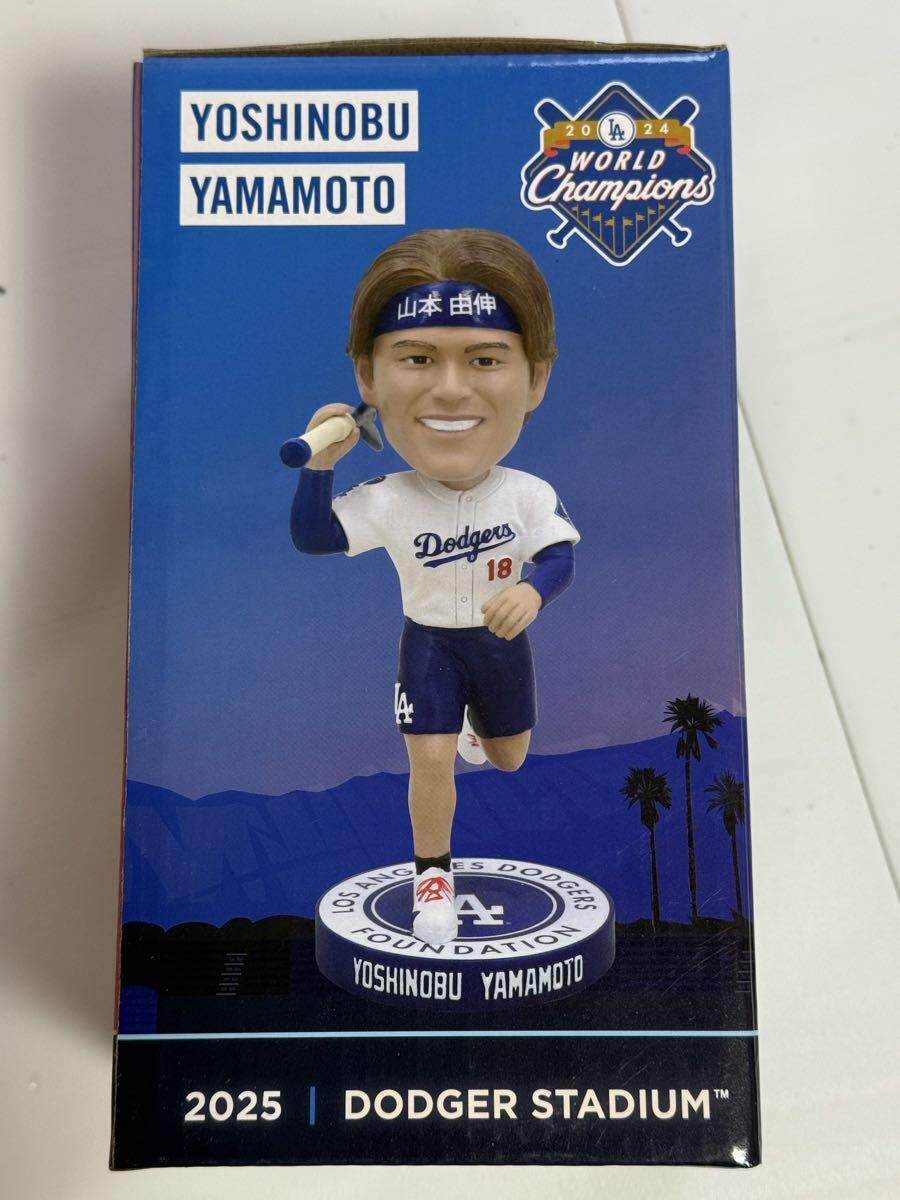 YOSHINOBU
YAMAMOTO
2024
LA
WORLD
Champions
山本 由伸
Dodgers
18
LA
LOS ANGELES DODGERS
LA
FOUNDATION
YOSHINOBU YAMAMOTO
2025 | DODGER STADIUM™